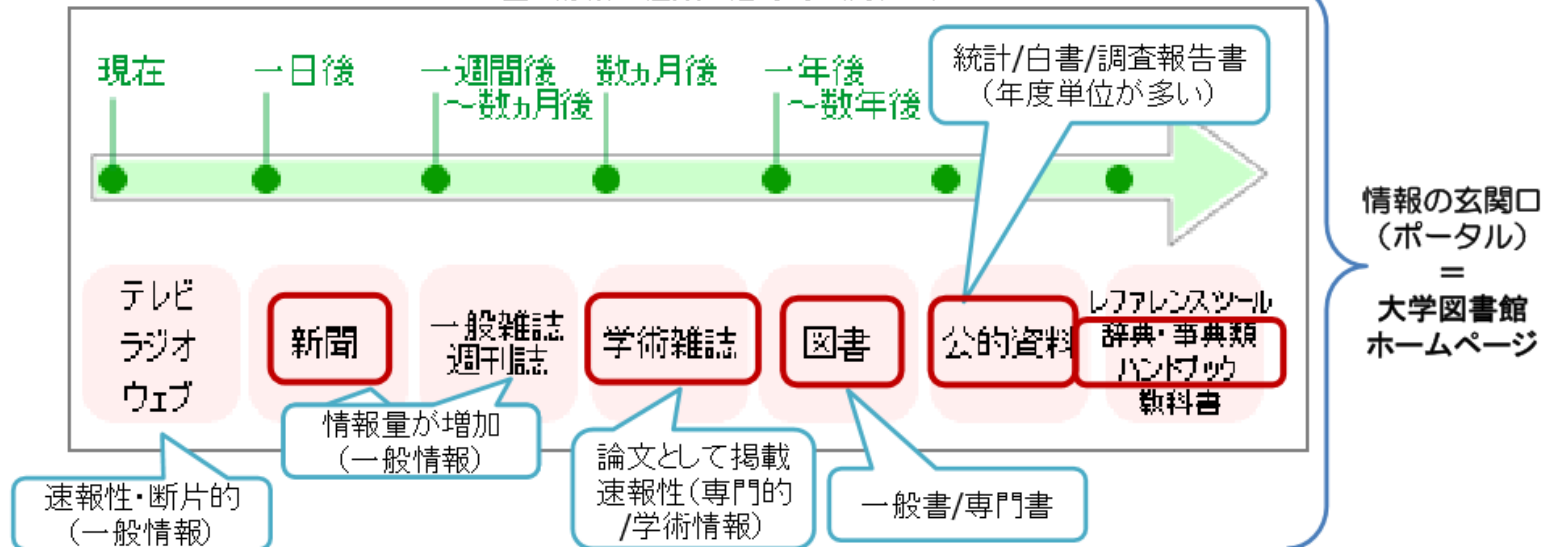 現在
一日後
一週間後
～数ヵ月後
数ヵ月後
一年後
～数年後
統計/白書/調査報告書
（年度単位が多い）
テレビ
ラジオ
ウェブ
新聞
一般雑誌
週刊誌
学術雑誌
図書
公的資料
レファレンスツール
辞典・事典類
ハンドブック
教科書
情報の玄関口
（ポータル）
＝
大学図書館
ホームページ
速報性・断片的
（一般情報）
情報量が増加
（一般情報）
論文として掲載
速報性（専門的
/学術情報）
一般書/専門書